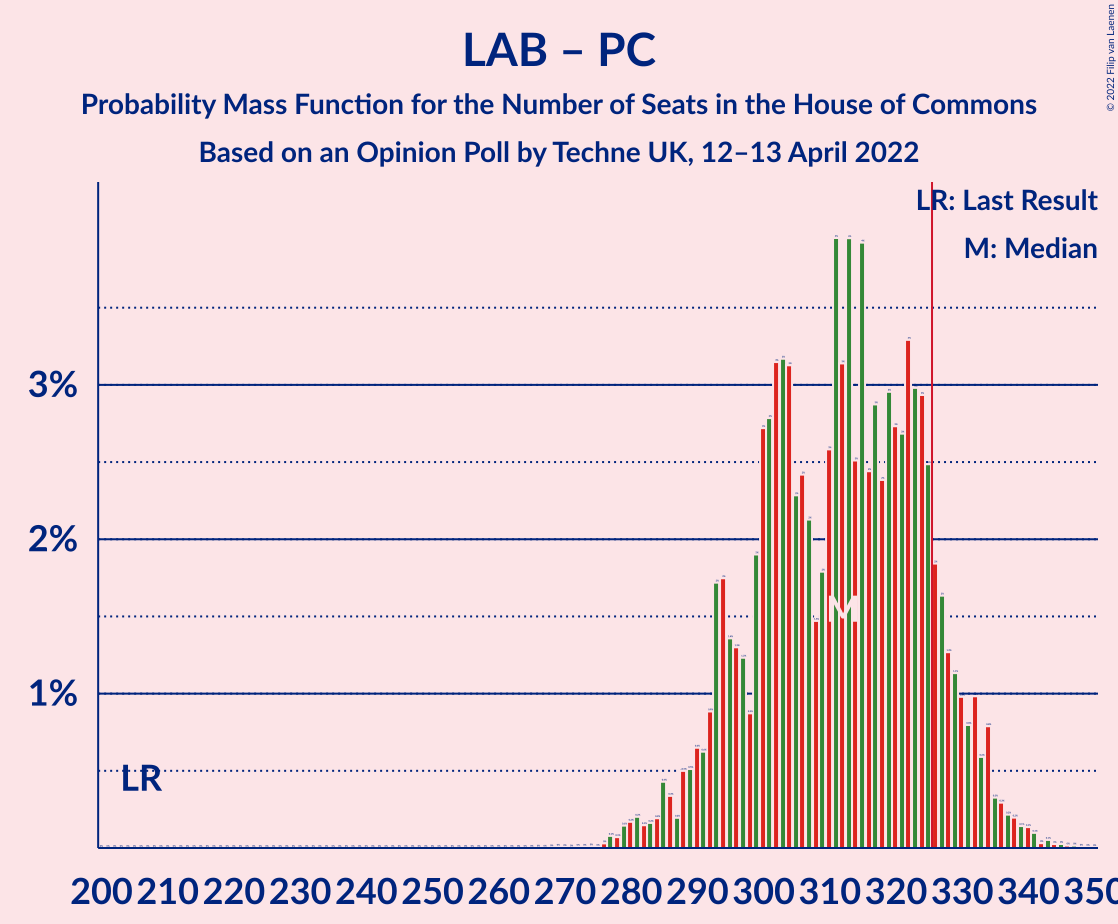 LAB – PC
Probability Mass Function for the Number of Seats in the House of Commons
Based on an Opinion Poll by Techne UK, 12–13 April 2022
© 2022 Filip van Laenen
LR: Last Result
M: Median
3%
2%
1%
M
LR
200 210 220 230 240 250 260 270 280 290 300 310 320 330 340 350